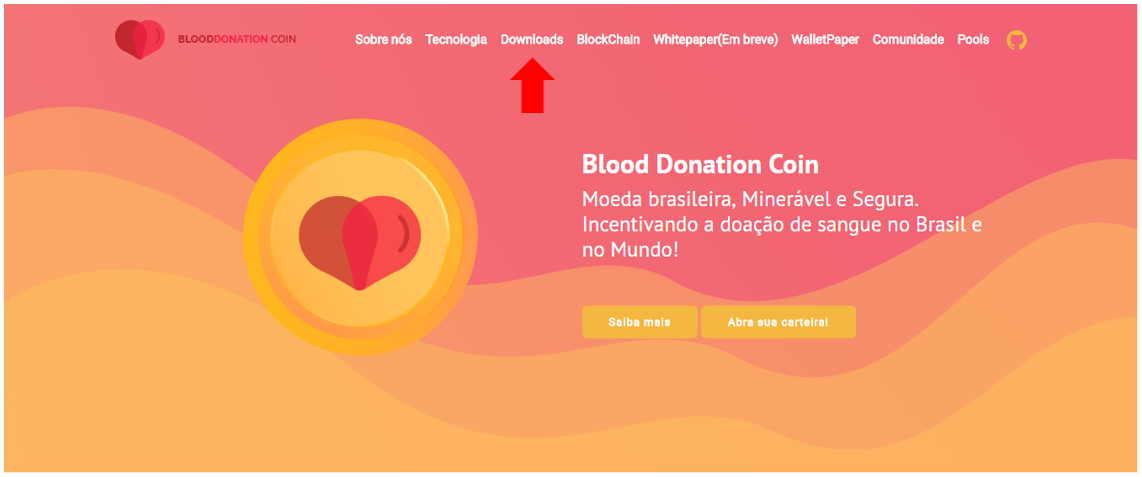 BLOODDONATION COIN
Sobre nós Tecnologia Downloads BlockChain Whitepaper(Em breve) WalletPaper Comunidade Pools
Blood Donation Coin
Moeda brasileira, Minerável e Segura.
Incentivando a doação de sangue no Brasil e
no Mundo!
Saiba mais Abra sua carteira!